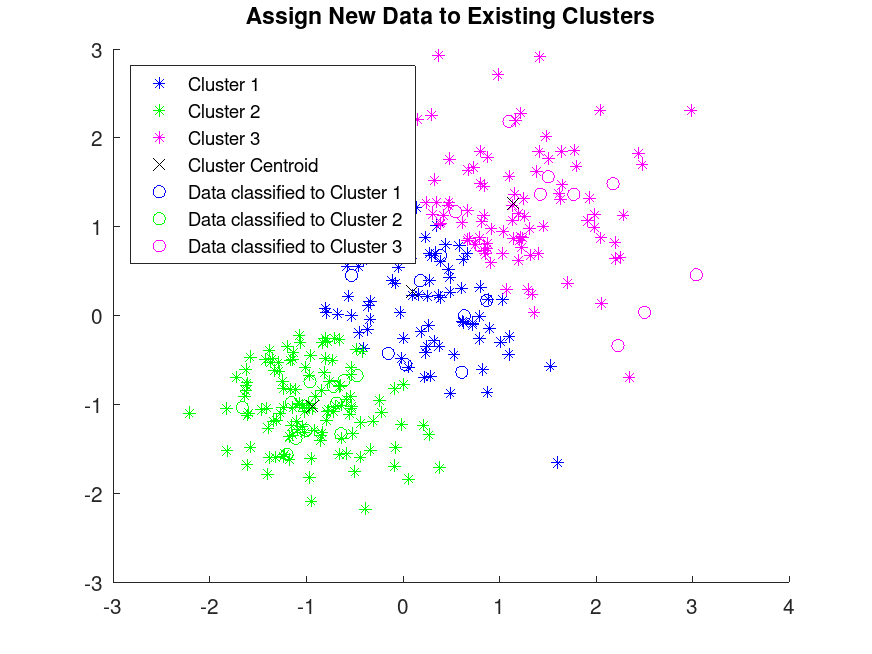 Assign New Data to Existing Clusters
3
2
1
0
-1
-2
-3
Cluster 1
Cluster 2
Cluster 3
Cluster Centroid
Data classified to Cluster 1
Data classified to Cluster 2
Data classified to Cluster 3
-3 -2 -1 0 1 2 3 4